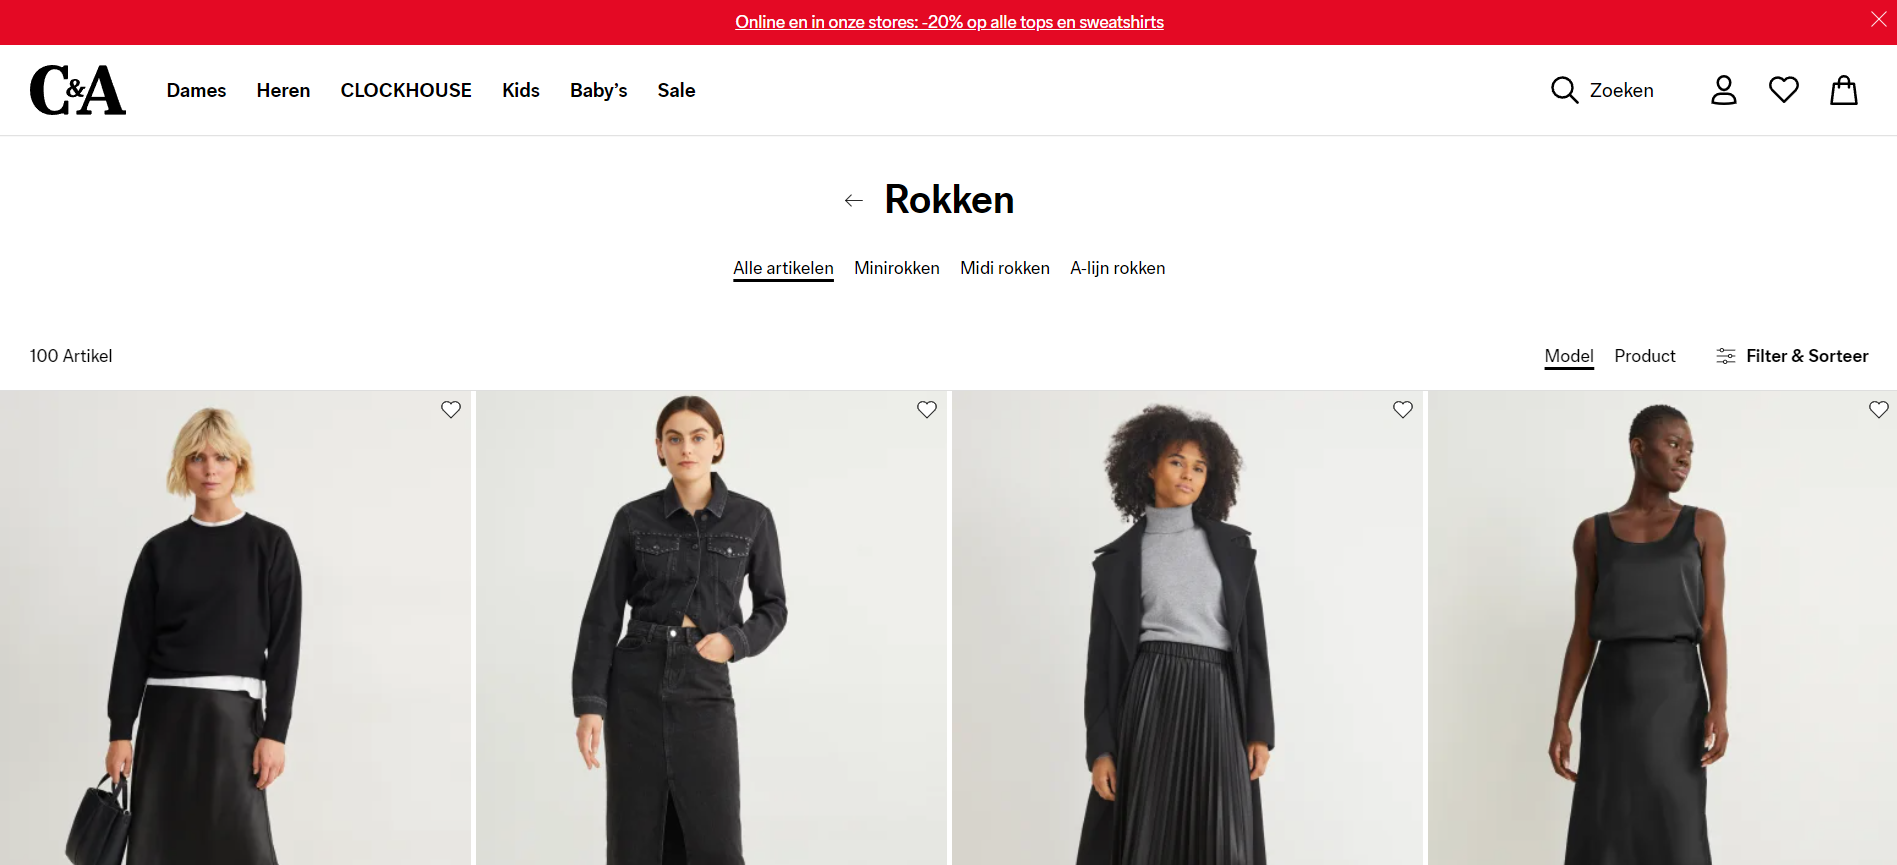 Online en in onze stores: -20% op alle tops en sweatshirts
C&A Dames Heren CLOCKHOUSE Kids Baby’s Sale Zoeken
Rokken
Alle artikelen Minirokken Midi rokken A-lijn rokken
100 Artikel Model Product Filter & Sorteer